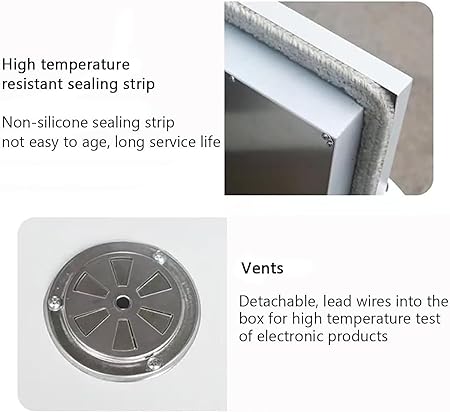 High temperature
resistant sealing strip
Non-silicone sealing strip
not easy to age, long service life
Vents
Detachable, lead wires into the
box for high temperature test
of electronic products